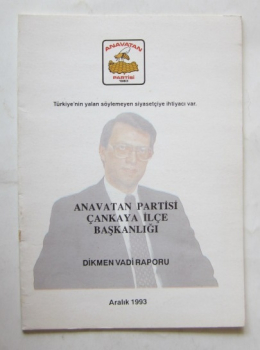 ANAVATAN
PARTİSİ
1983
Türkiye'nin yalan söylemeyen siyasetçiye ihtiyacı var.
ANAVATAN PARTİSİ
ÇANKAYA İLÇE
BAŞKANLIĞI
DİKMEN VADİ RAPORU
Aralık 1993